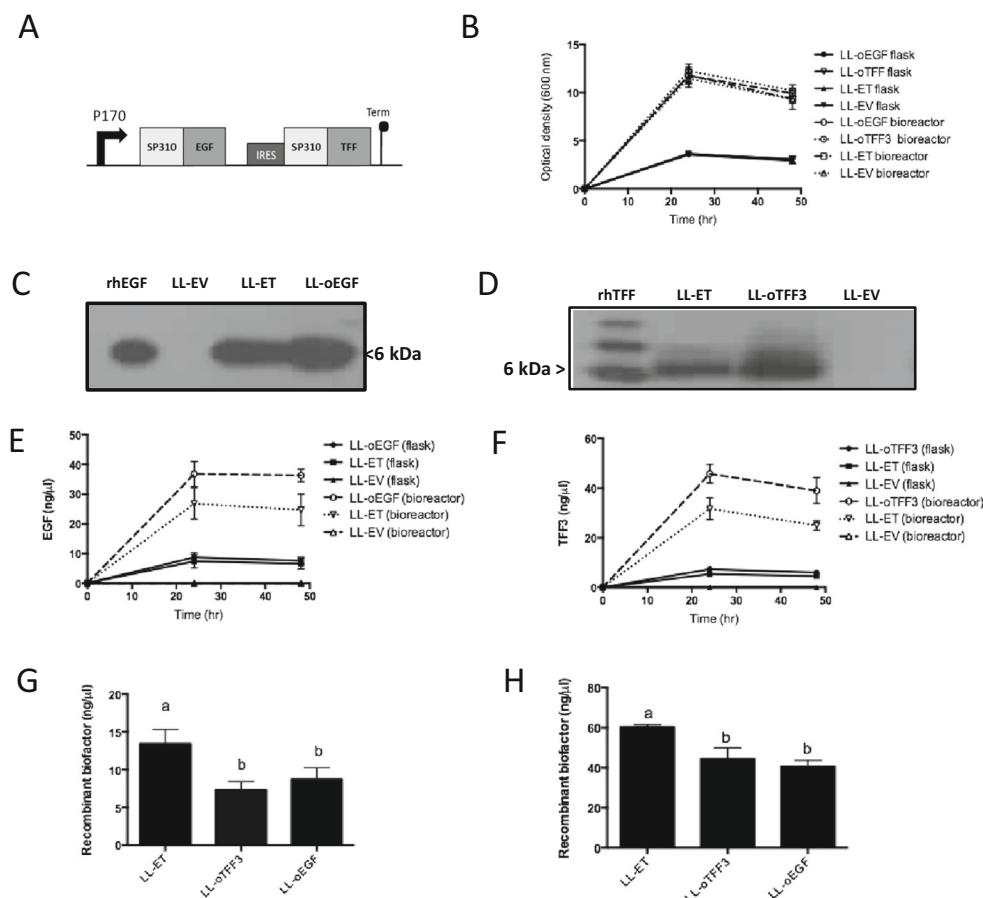 A
P170
Term
SP310
EGF
IRES
SP310
TFF
B
Optical density (600 nm)
15
10
5
0
0 10 20 30 40 50
Time (hr)
LL-oEGF flask
LL-oTFF flask
LL-ET flask
LL-EV flask
LL-oEGF bioreactor
LL-oTFF3 bioreactor
LL-ET bioreactor
LL-EV bioreactor
C
rhEGF LL-EV LL-ET LL-oEGF
<6 kDa
D
rhTFF LL-ET LL-oTFF3 LL-EV
6 kDa >
E
EGF (ng/μl)
50
40
30
20
10
0
0 10 20 30 40 50
Time (hr)
LL-oEGF (flask)
LL-ET (flask)
LL-EV (flask)
LL-oEGF (bioreactor)
LL-ET (bioreactor)
LL-EV (bioreactor)
F
TFF3 (ng/μl)
60
40
20
0
0 10 20 30 40 50
Time (hr)
LL-oTFF3 (flask)
LL-ET (flask)
LL-EV (flask)
LL-oTFF3 (bioreactor)
LL-ET (bioreactor)
LL-EV (bioreactor)
G
Recombinant biofactor (ng/μl)
20
15
10
5
0
a
b
b
LL-ET
LL-oTFF3
LL-oEGF
H
Recombinant biofactor (ng/μl)
80
60
40
20
0
a
b
b
LL-ET
LL-oTFF3
LL-oEGF